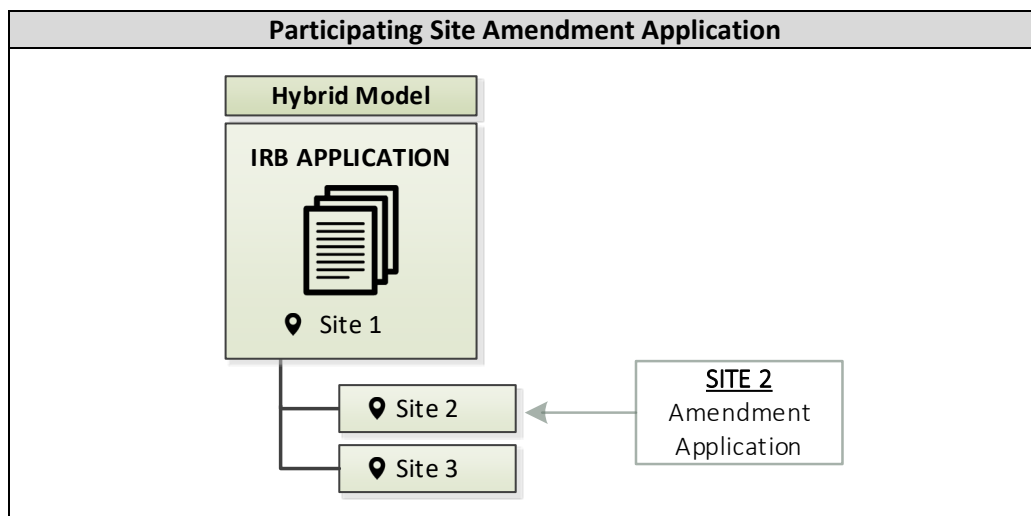 Participating Site Amendment Application
Hybrid Model
IRB APPLICATION
Site 1
Site 2
Site 3
SITE 2
Amendment
Application